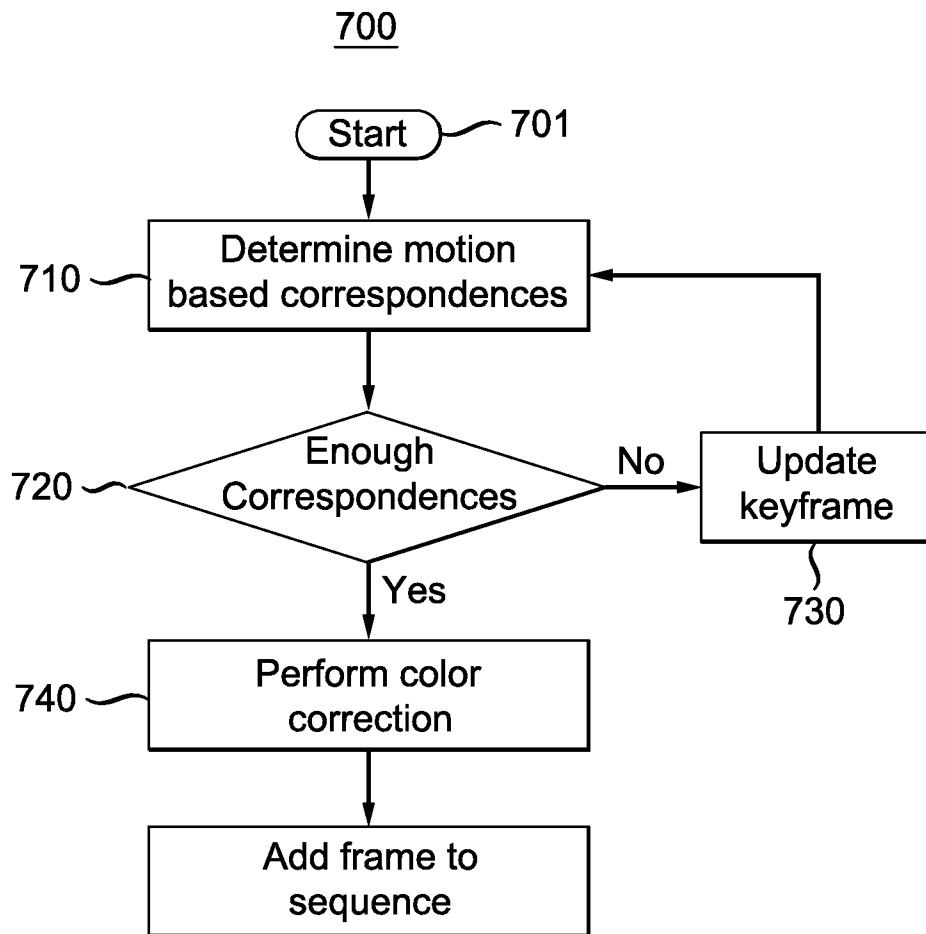 700
Start
701
Determine motion
based correspondences
710
Enough
Correspondences
720
No
Update
keyframe
730
Yes
Perform color
correction
740
Add frame to
sequence